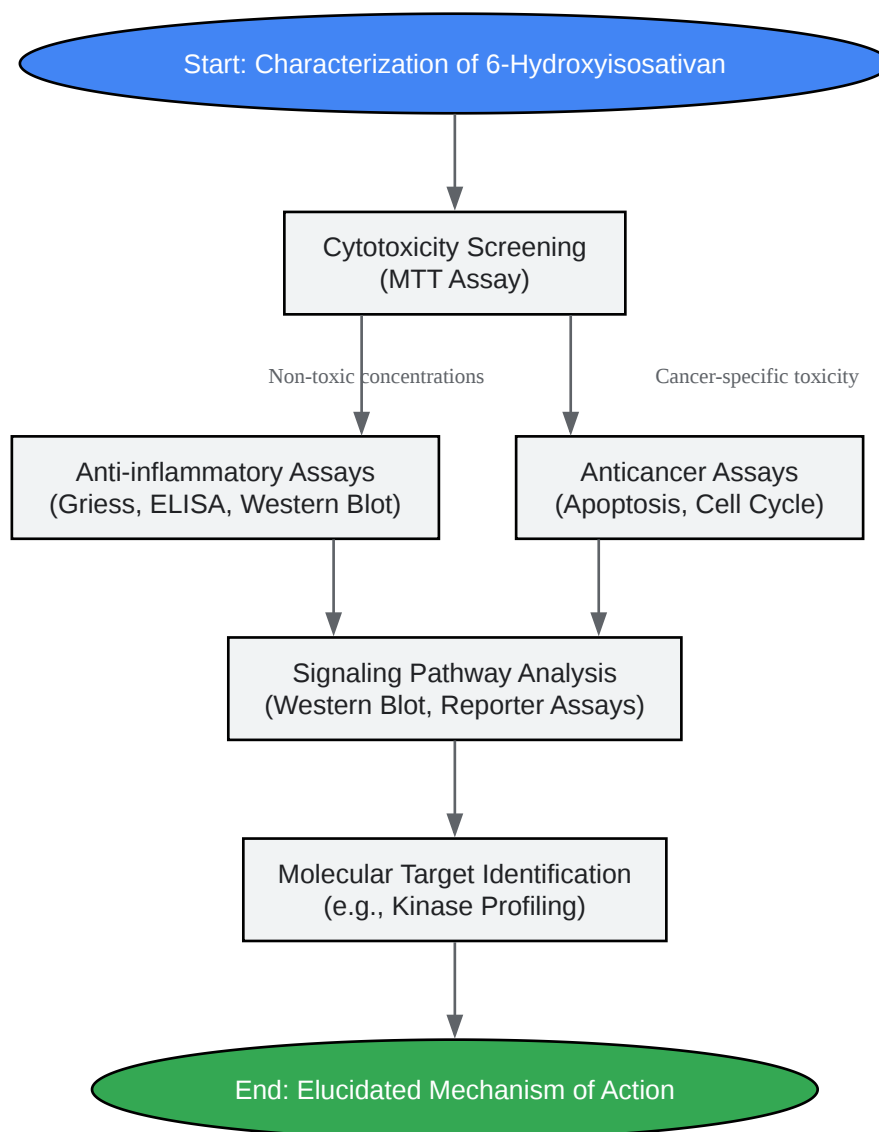 Start: Characterization of 6-Hydroxyisosativan
Cytotoxicity Screening
(MTT Assay)
Non-toxic concentrations
Cancer-specific toxicity
Anti-inflammatory Assays
(Griess, ELISA, Western Blot)
Anticancer Assays
(Apoptosis, Cell Cycle)
Signaling Pathway Analysis
(Western Blot, Reporter Assays)
Molecular Target Identification
(e.g., Kinase Profiling)
End: Elucidated Mechanism of Action